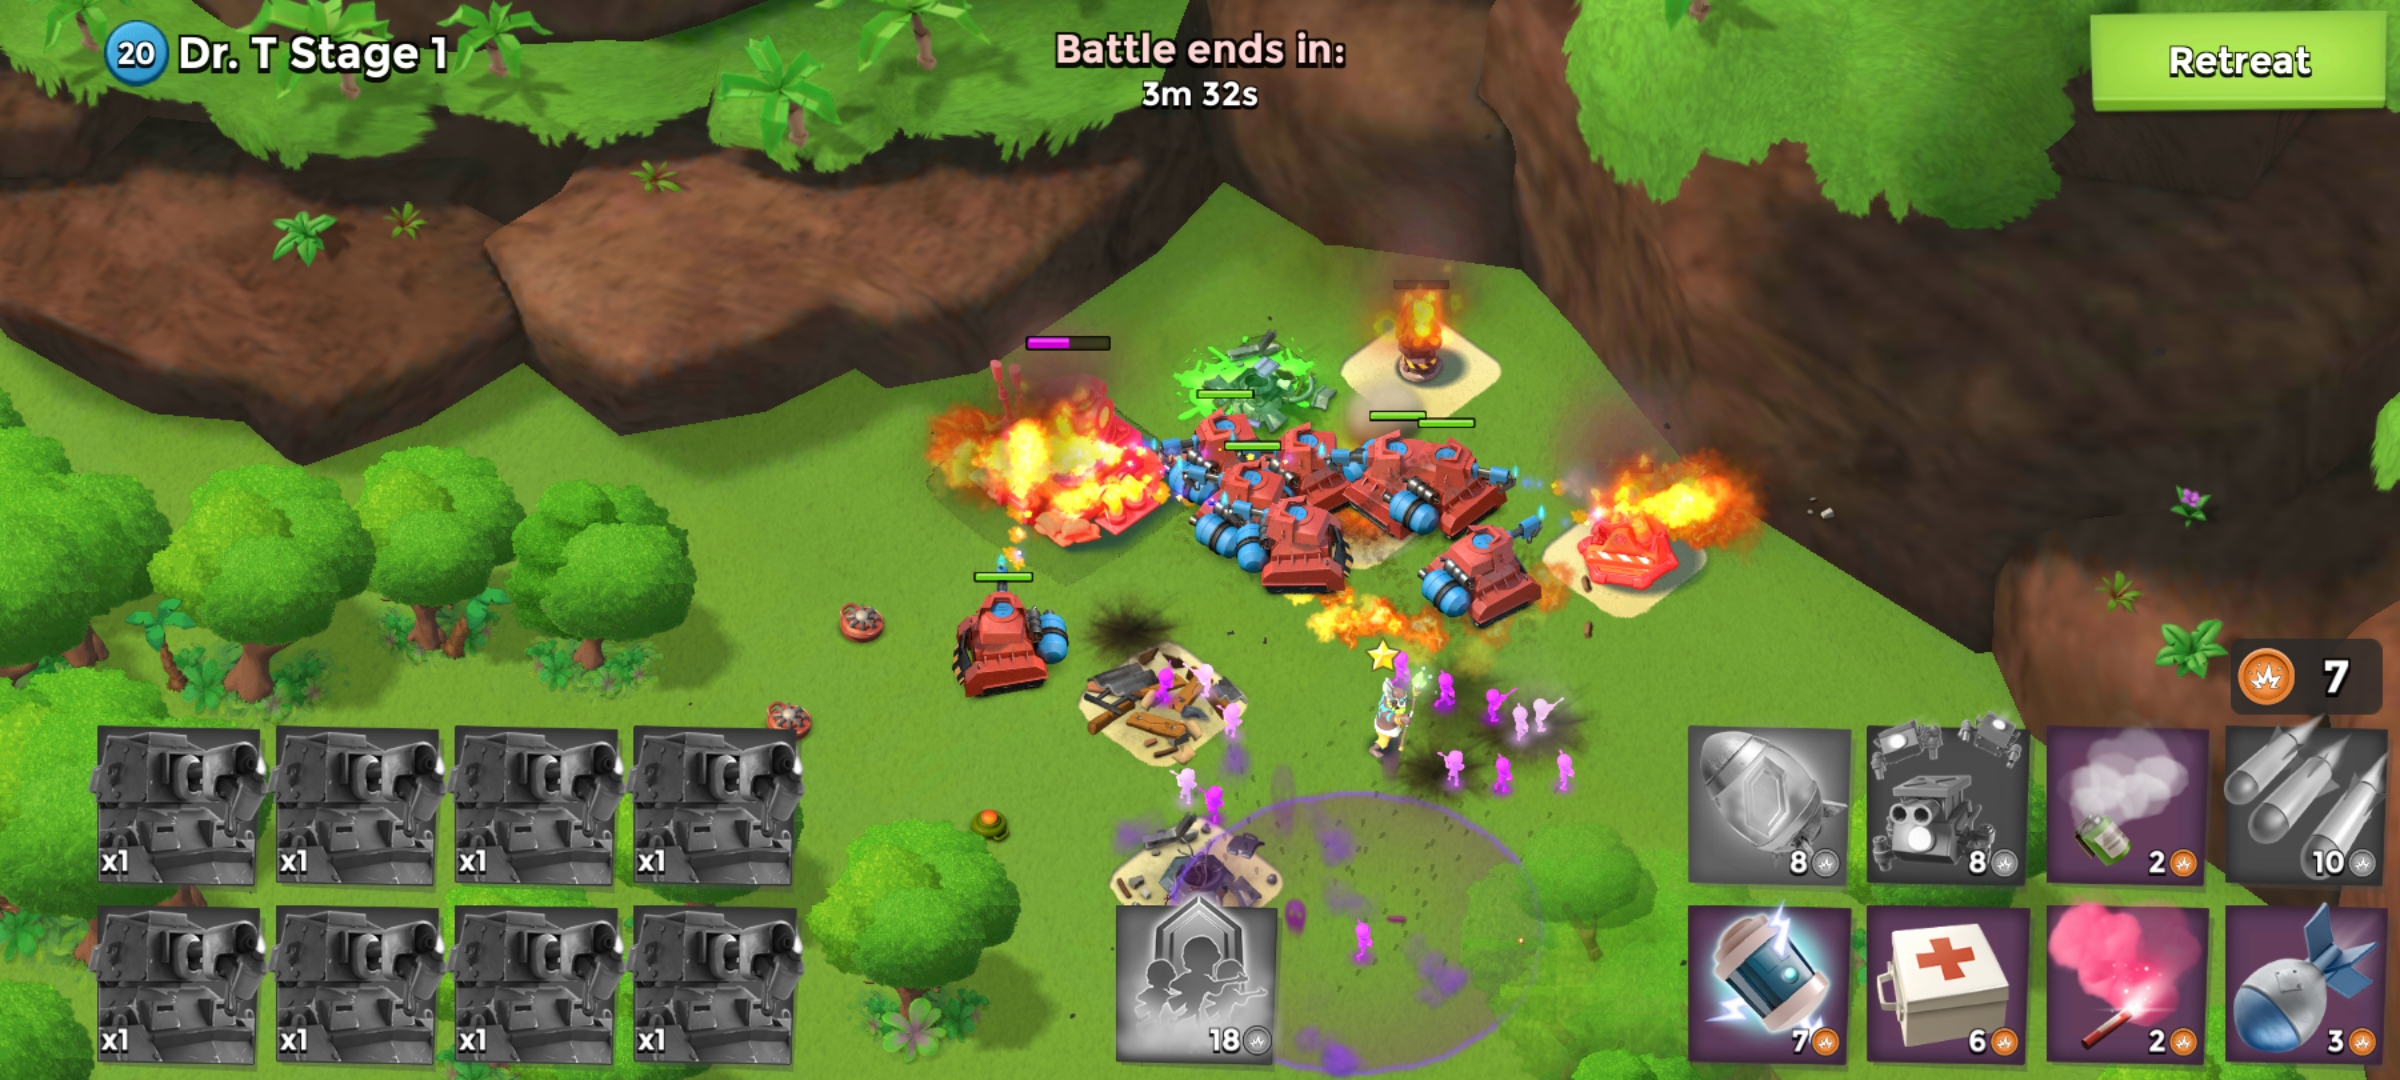 20 Dr. T Stage 1
Battle ends in:
3m 32s
Retreat
7
x1 x1 x1 x1
8 8 2 10
x1 x1 x1 x1
18
7 6 2 3